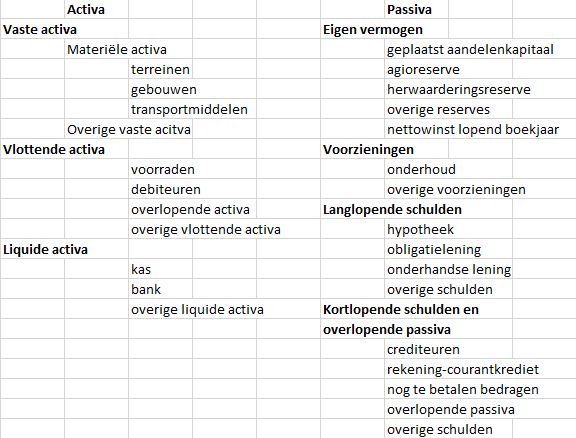 Activa
Passiva
Vaste activa
Eigen vermogen
Materiële activa
geplaatst aandelenkapitaal
terreinen
agioreserve
gebouwen
herwaarderingsreserve
transportmiddelen
overige reserves
Overige vaste acitva
nettowinst lopend boekjaar
Vlottende activa
Voorzieningen
voorraden
onderhoud
debiteuren
overige voorzieningen
overlopende activa
Langlopende schulden
overige vlottende activa
hypotheek
Liquide activa
obligatielening
kas
onderhandse lening
bank
overige schulden
overige liquide activa
Kortlopende schulden en
overlopende passiva
crediteuren
rekening-courantkrediet
nog te betalen bedragen
overlopende passiva
overige schulden